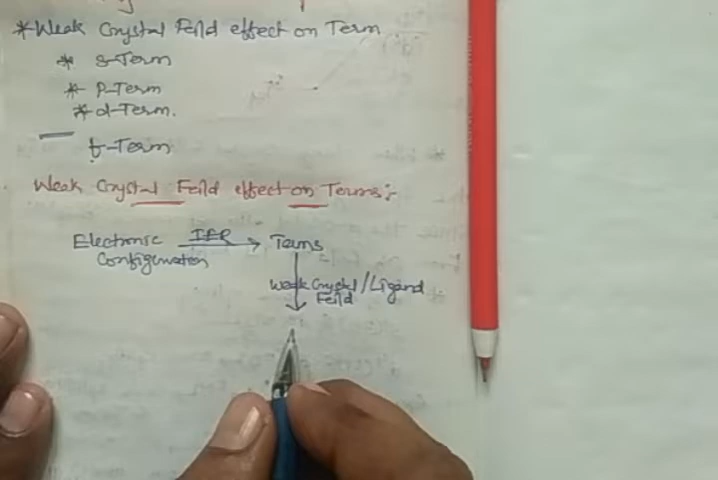 *Weak Crystal Feild effect on Term
* s-Term
* p-Term
* d-Term.
f-Term
Weak Crystal Feild effect on Terms:-
Electronic IER Terms
Configuration
Weak Crystal/Ligand
Feild